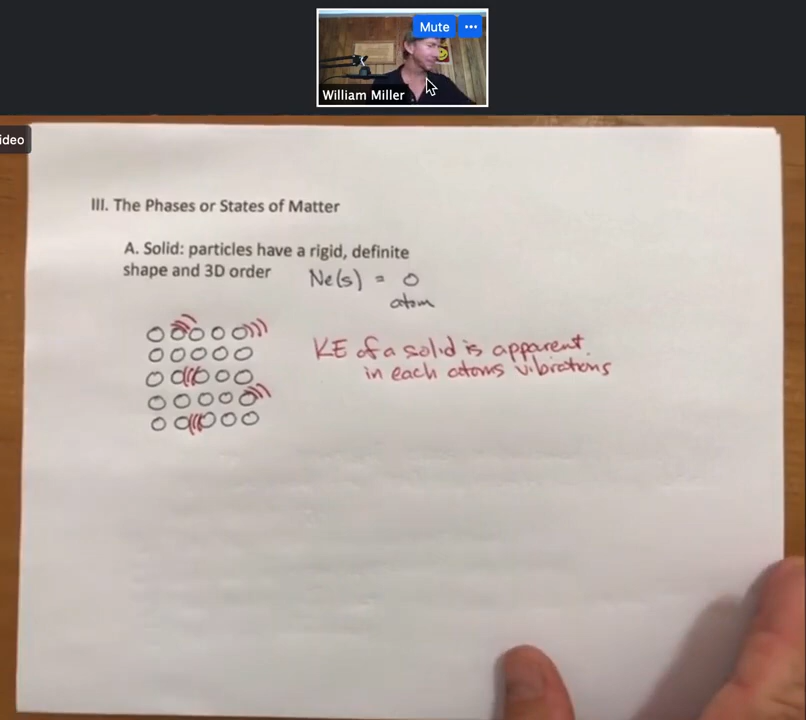 Mute
William Miller
ideo
III. The Phases or States of Matter
A. Solid: particles have a rigid, definite
shape and 3D order
Ne(s) = O
atom
KE of a solid is apparent
in each atoms vibrations